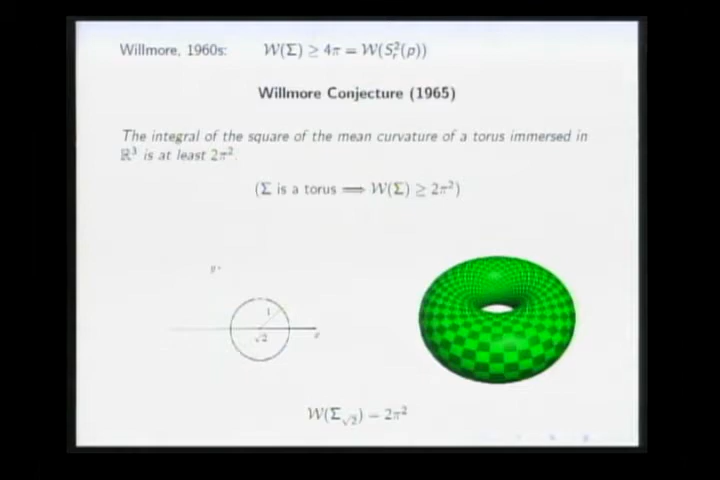 Willmore, 1960s: W(Σ) ≥ 4π = W(S²ᵣ(p))
Willmore Conjecture (1965)
The integral of the square of the mean curvature of a torus immersed in
ℝ³ is at least 2π².
(Σ is a torus ⟹ W(Σ) ≥ 2π²)
1
√2
W(Σ_√2) = 2π²